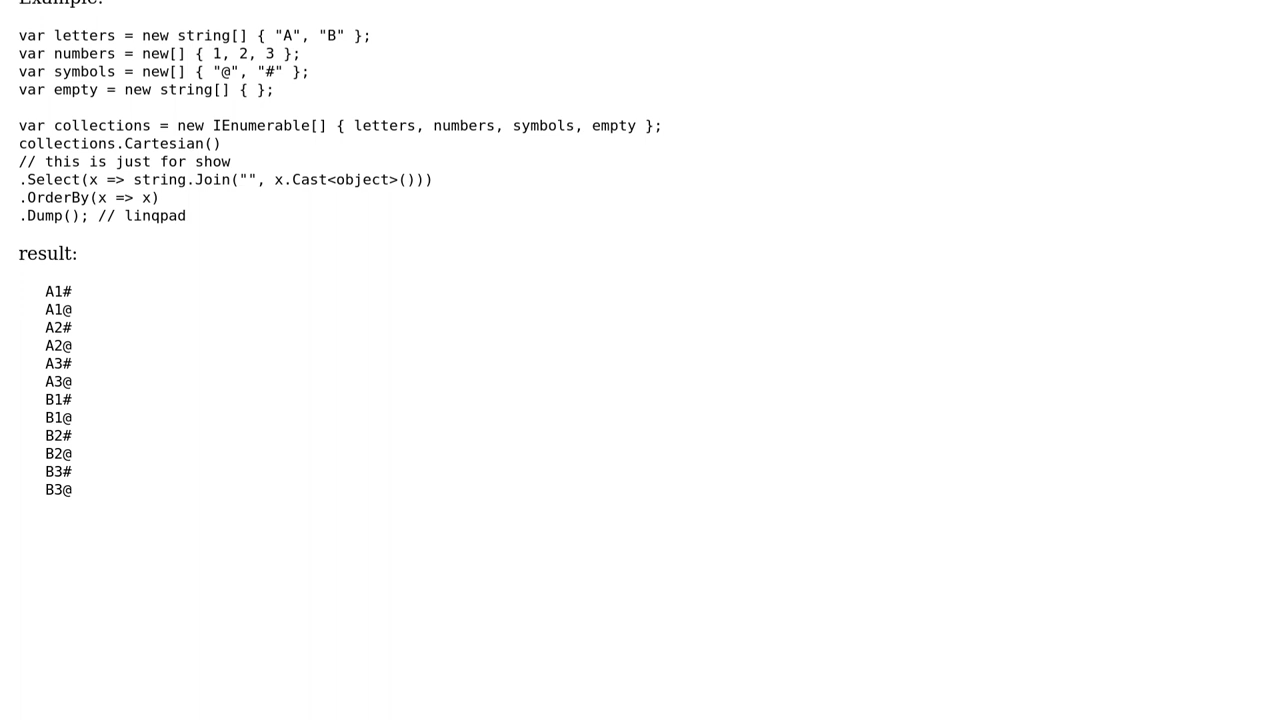 Example:
var letters = new string[] { "A", "B" };
var numbers = new[] { 1, 2, 3 };
var symbols = new[] { "@", "#" };
var empty = new string[] { };
var collections = new IEnumerable[] { letters, numbers, symbols, empty };
collections.Cartesian()
// this is just for show
.Select(x => string.Join("", x.Cast<object>()))
.OrderBy(x => x)
.Dump(); // linqpad
result:
A1#
A1@
A2#
A2@
A3#
A3@
B1#
B1@
B2#
B2@
B3#
B3@